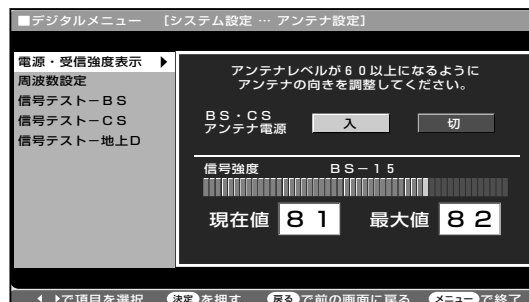 ■デジタルメニュー [システム設定 … アンテナ設定]
電源・受信強度表示
周波数設定
信号テスト－BS
信号テスト－CS
信号テスト－地上D
アンテナレベルが60以上になるように
アンテナの向きを調整してください。
BS・CS
アンテナ電源 入 切
信号強度 BS－15
現在値 81 最大値 82
で項目を選択 決定を押す 戻るで前の画面に戻る メニューで終了